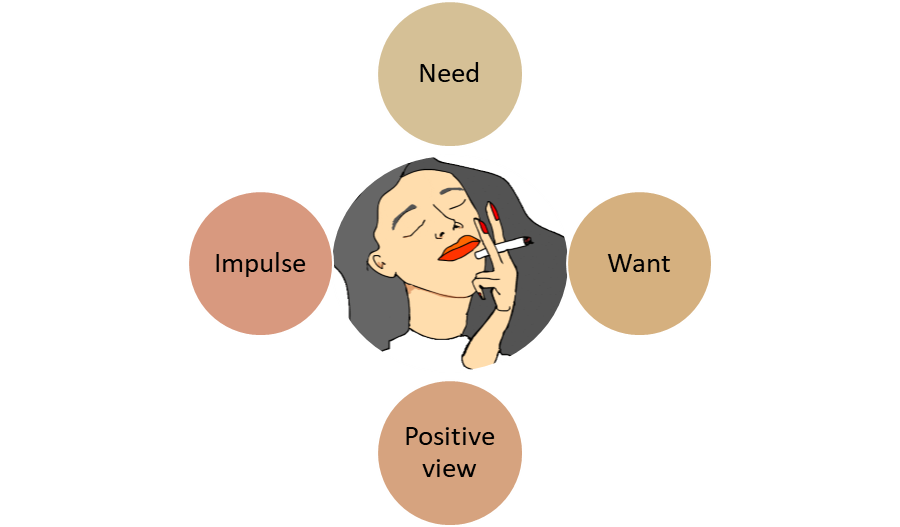 Need
Impulse
Want
Positive
view